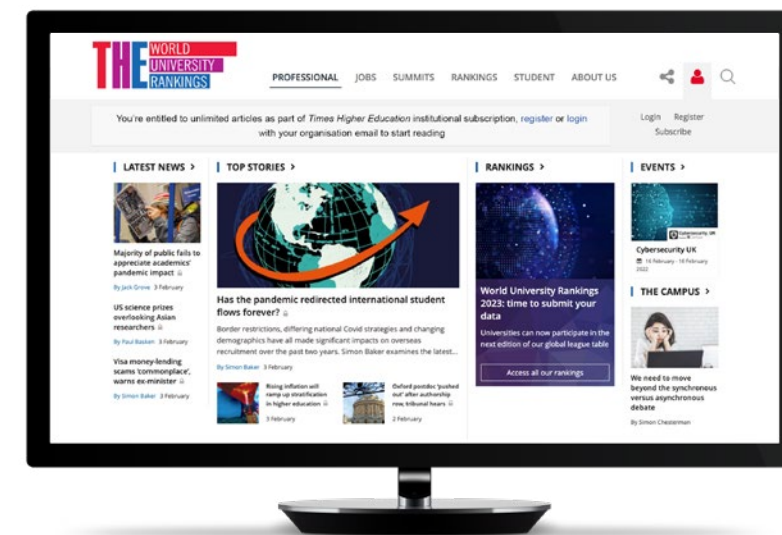 THE WORLD
UNIVERSITY
RANKINGS
PROFESSIONAL JOBS SUMMITS RANKINGS STUDENT ABOUT US
You're entitled to unlimited articles as part of Times Higher Education institutional subscription, register or login
with your organisation email to start reading
Login Register
Subscribe
LATEST NEWS >
Majority of public fails to
appreciate academics'
pandemic impact
By Jack Grove 3 February
US science prizes
overlooking Asian
researchers
By Paul Basken 3 February
Visa money-lending
scams 'commonplace',
warns ex-minister
By Simon Baker 3 February
TOP STORIES >
Has the pandemic redirected international student
flows forever?
Border restrictions, differing national Covid strategies and changing
demographics have all made significant impacts on overseas
recruitment over the past two years. Simon Baker examines the latest...
By Simon Baker 3 February
Rising inflation will
ramp up stratification
in higher education
3 February
Oxford postdoc 'pushed
out' after authorship
row, tribunal hears
2 February
RANKINGS >
World University Rankings
2023: time to submit your
data
Universities can now participate in the
next edition of our global league table
Access all our rankings
EVENTS >
Cybersecurity UK
Cybersecurity UK
16 February - 16 February
2022
THE CAMPUS >
We need to move
beyond the synchronous
versus asynchronous
debate
By Simon Chesterman